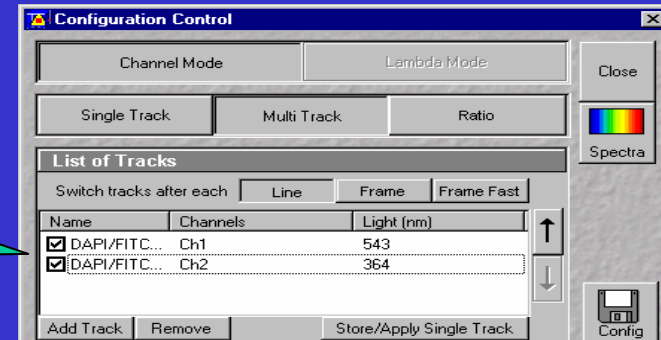 Configuration Control
Channel Mode Lambda Mode
Close
Single Track Multi Track Ratio
Spectra
List of Tracks
Switch tracks after each Line Frame Frame Fast
Name Channels Light (nm)
DAPI/FITC... Ch1 543
DAPI/FITC... Ch2 364
Add Track Remove Store/Apply Single Track
Config